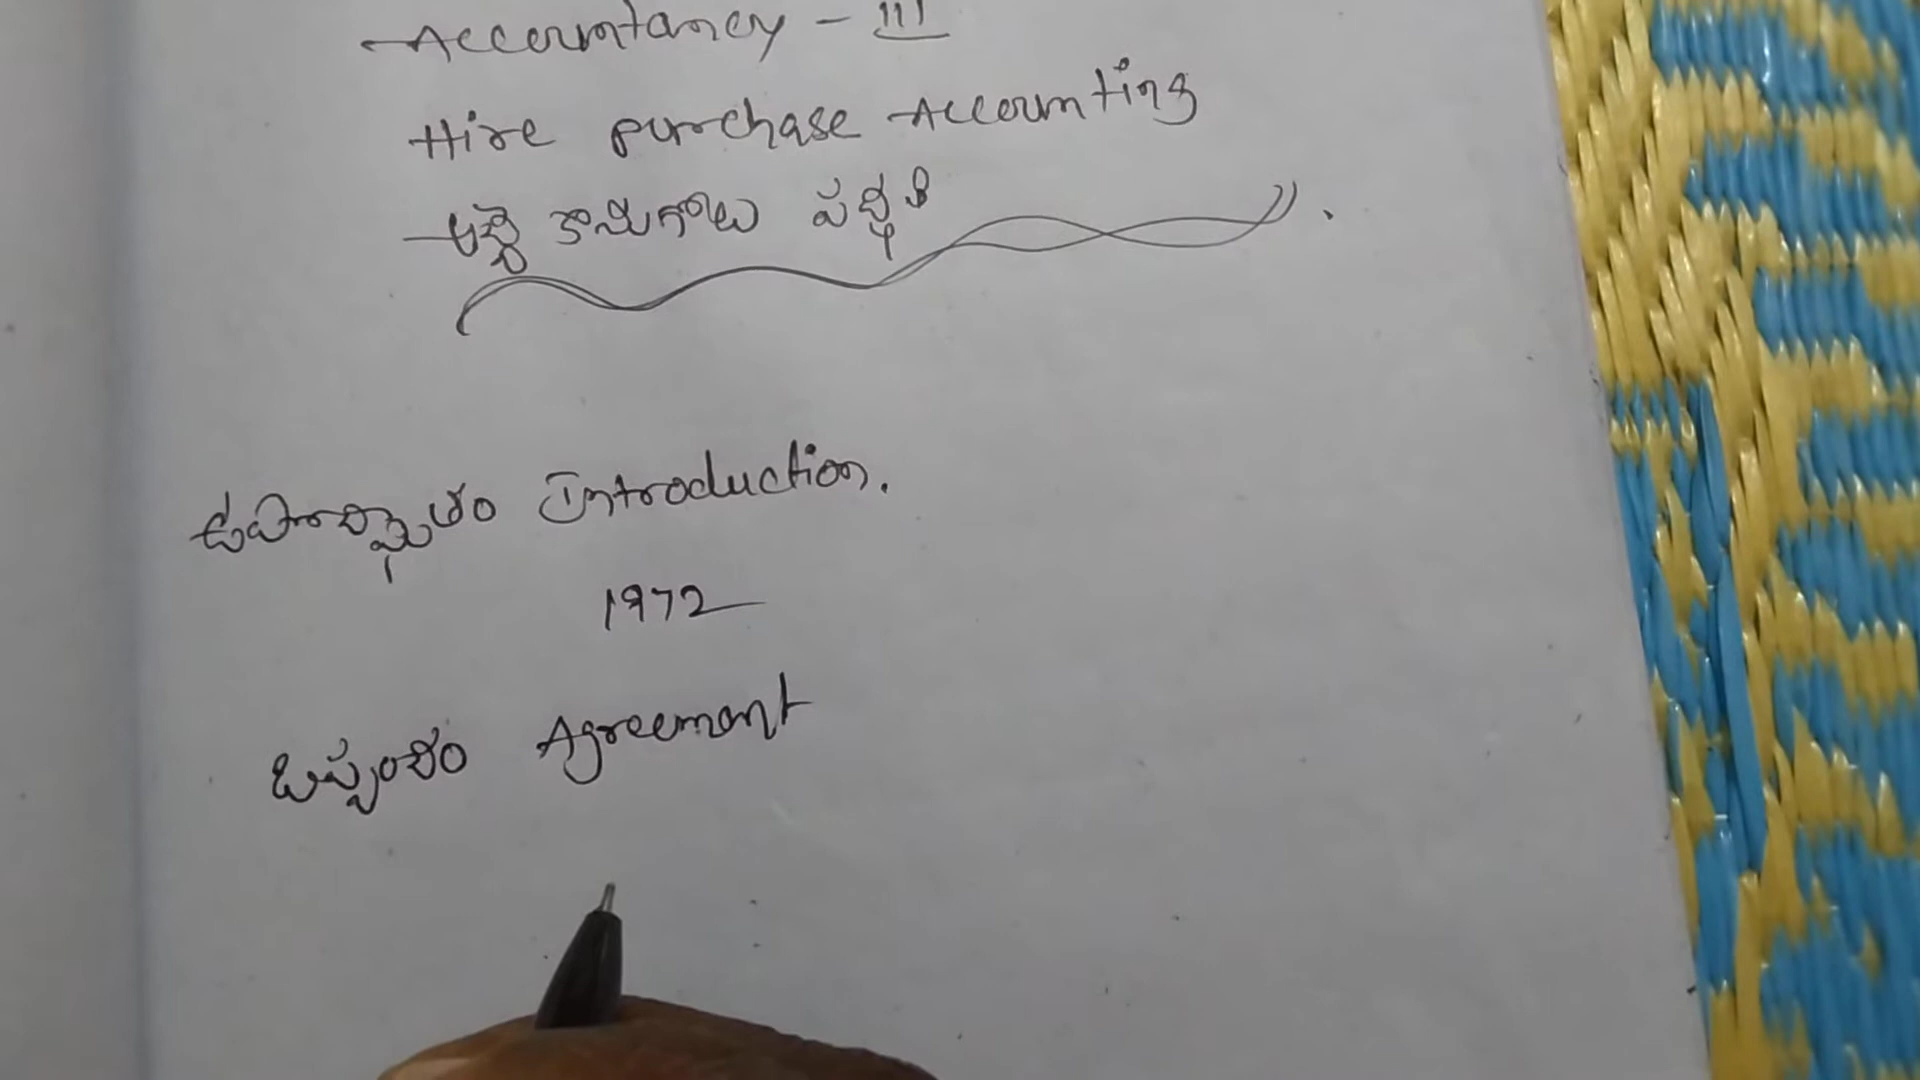 Accountancy - III
Hire purchase Accounting
అద్దె కొనుగోలు పద్ధతి
ఉపోద్ఘాతం Introduction.
1972
ఒప్పందం Agreement